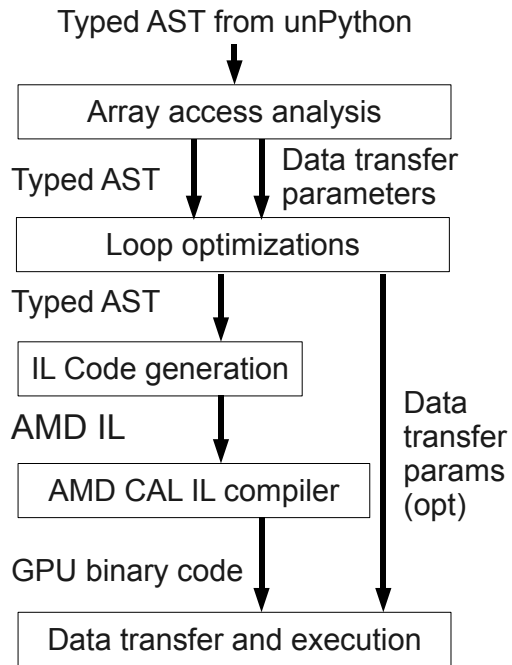 Typed AST from unPython
Array access analysis
Typed AST
Data transfer
parameters
Loop optimizations
Typed AST
IL Code generation
AMD IL
Data
transfer
params
(opt)
AMD CAL IL compiler
GPU binary code
Data transfer and execution